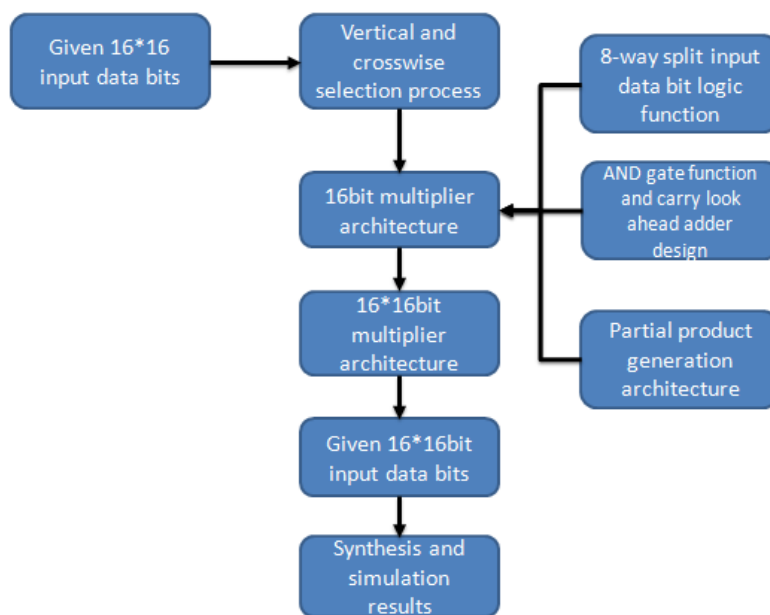 Given 16*16
input data bits
Vertical and
crosswise
selection process
8-way split input
data bit logic
function
16bit multiplier
architecture
AND gate function
and carry look
ahead adder
design
16*16bit
multiplier
architecture
Partial product
generation
architecture
Given 16*16bit
input data bits
Synthesis and
simulation
results